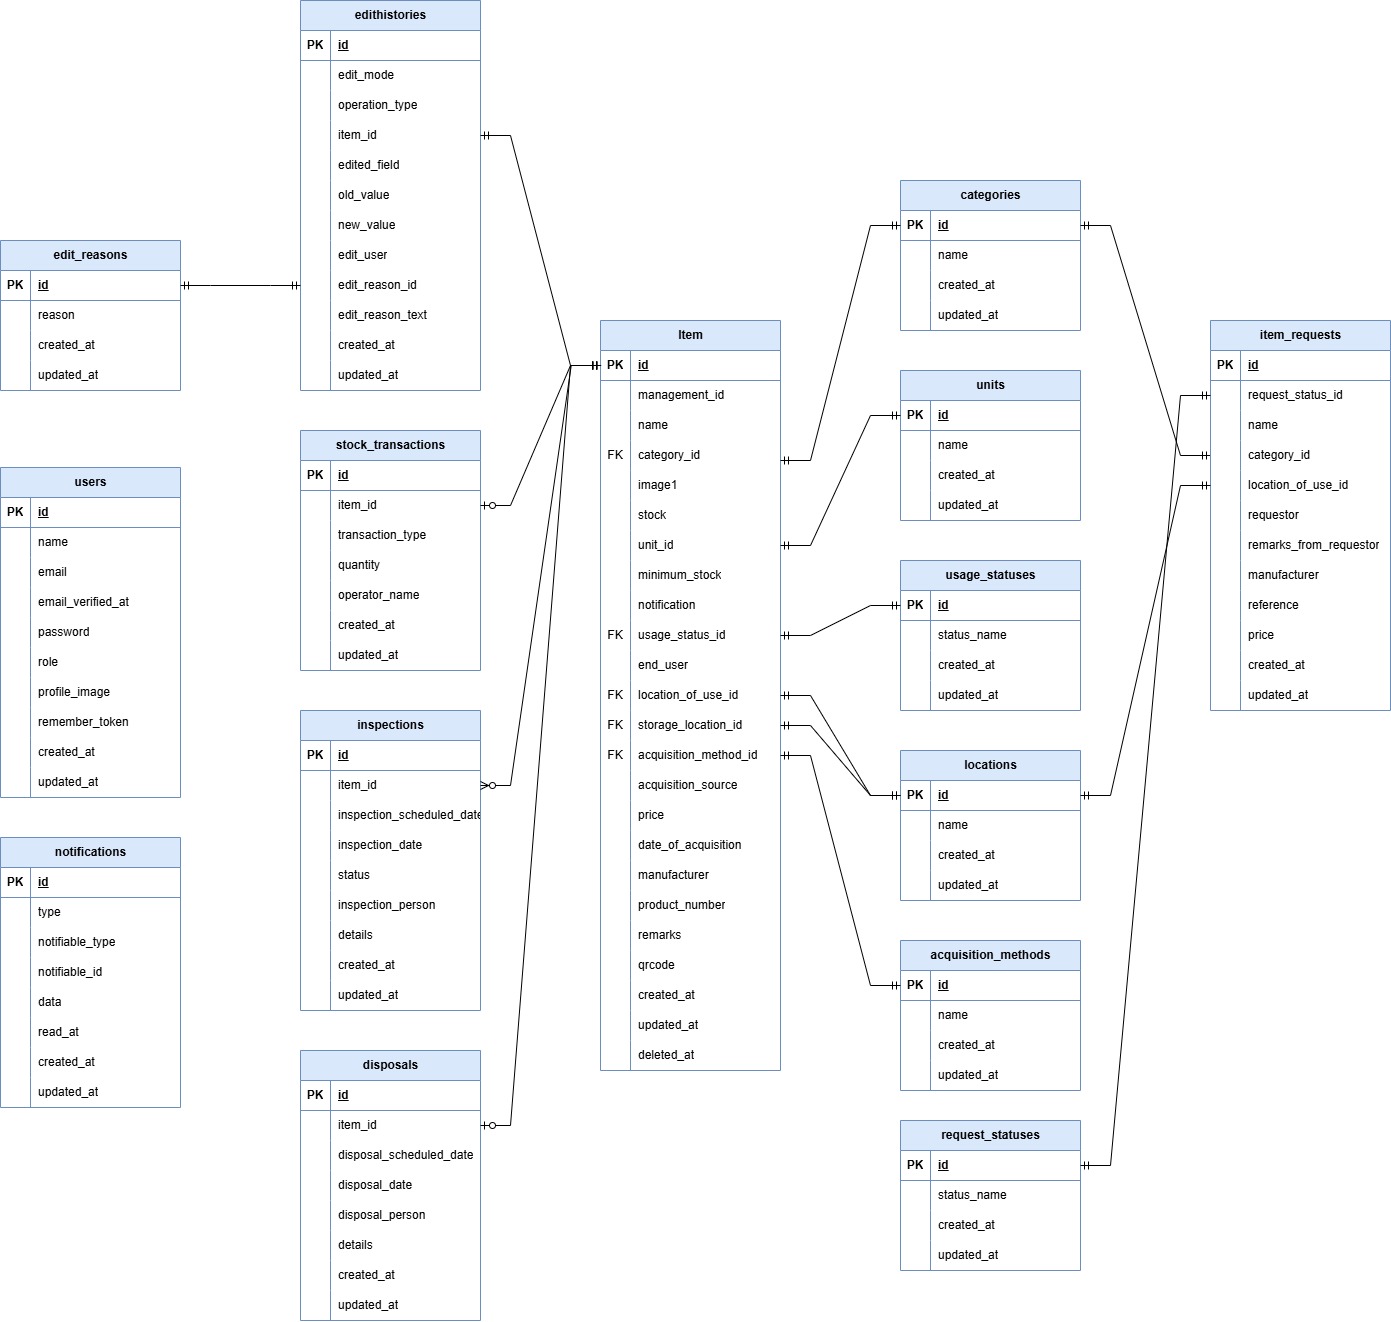 edithistories
PK id
edit_mode
operation_type
item_id
edited_field
old_value
new_value
edit_user
edit_reason_id
edit_reason_text
created_at
updated_at
edit_reasons
PK id
reason
created_at
updated_at
users
PK id
name
email
email_verified_at
password
role
profile_image
remember_token
created_at
updated_at
notifications
PK id
type
notifiable_type
notifiable_id
data
read_at
created_at
updated_at
stock_transactions
PK id
item_id
transaction_type
quantity
operator_name
created_at
updated_at
inspections
PK id
item_id
inspection_scheduled_date
inspection_date
status
inspection_person
details
created_at
updated_at
disposals
PK id
item_id
disposal_scheduled_date
disposal_date
disposal_person
details
created_at
updated_at
Item
PK id
management_id
name
FK category_id
image1
stock
unit_id
minimum_stock
notification
FK usage_status_id
end_user
FK location_of_use_id
FK storage_location_id
FK acquisition_method_id
acquisition_source
price
date_of_acquisition
manufacturer
product_number
remarks
qrcode
created_at
updated_at
deleted_at
categories
PK id
name
created_at
updated_at
units
PK id
name
created_at
updated_at
usage_statuses
PK id
status_name
created_at
updated_at
locations
PK id
name
created_at
updated_at
acquisition_methods
PK id
name
created_at
updated_at
request_statuses
PK id
status_name
created_at
updated_at
item_requests
PK id
request_status_id
name
category_id
location_of_use_id
requestor
remarks_from_requestor
manufacturer
reference
price
created_at
updated_at